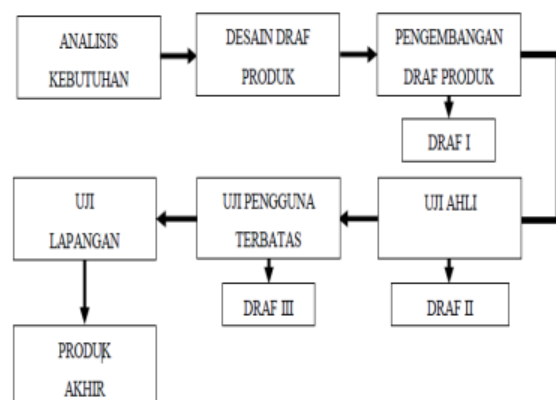 ANALISIS
KEBUTUHAN
DESAIN DRAF
PRODUK
PENGEMBANGAN
DRAF PRODUK
DRAF I
UJI
LAPANGAN
UJI PENGGUNA
TERBATAS
UJI AHLI
DRAF III
DRAF II
PRODUK
AKHIR